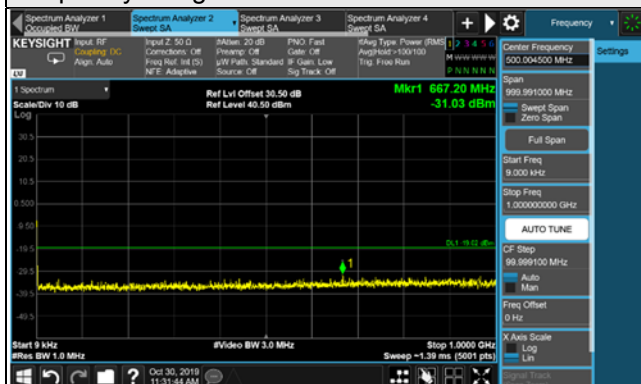 Spectrum Analyzer 1
Occupied BW
Spectrum Analyzer 2
Swept SA
Spectrum Analyzer 3
Swept SA
Spectrum Analyzer 4
Swept SA
+
Frequency
KEYSIGHT
Input: RF
Coupling: DC
Align: Auto
Input Z: 50 Ω
Corrections: Off
Freq Ref: Int (S)
NFE: Adaptive
#Atten: 20 dB
Preamp: Off
µW Path: Standard
Source: Off
PNO: Fast
Gate: Off
IF Gain: Low
Sig Track: Off
#Avg Type: Power (RMS
Avg|Hold:>100/100
Trig: Free Run
1 2 3 4 5 6
M W W W W W
P N N N N N
LXI
1 Spectrum
Scale/Div 10 dB
Log
Ref Lvl Offset 30.50 dB
Ref Level 40.50 dBm
Mkr1 667.20 MHz
-31.03 dBm
30.5
20.5
10.5
0.500
-9.50
-19.5
-29.5
-39.5
-49.5
DL1 -19.02 dBm
1
Start 9 kHz
#Res BW 1.0 MHz
#Video BW 3.0 MHz
Stop 1.0000 GHz
Sweep ~1.39 ms (5001 pts)
Oct 30, 2019
11:31:44 AM
Center Frequency
500.004500 MHz
Settings
Span
999.991000 MHz
Swept Span
Zero Span
Full Span
Start Freq
9.000 kHz
Stop Freq
1.000000000 GHz
AUTO TUNE
CF Step
99.999100 MHz
Auto
Man
Freq Offset
0 Hz
X Axis Scale
Log
Lin
Signal Track